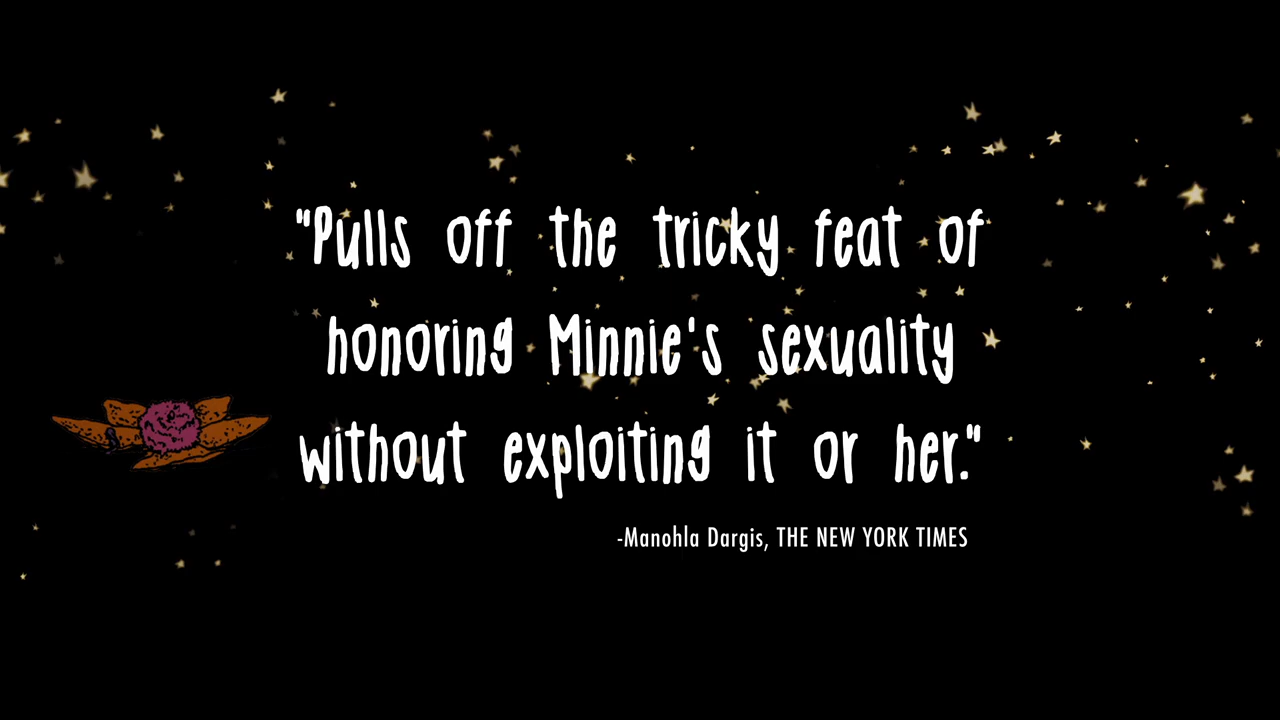 "Pulls off the tricky feat of
honoring Minnie's sexuality
without exploiting it or her."
-Manohla Dargis, THE NEW YORK TIMES